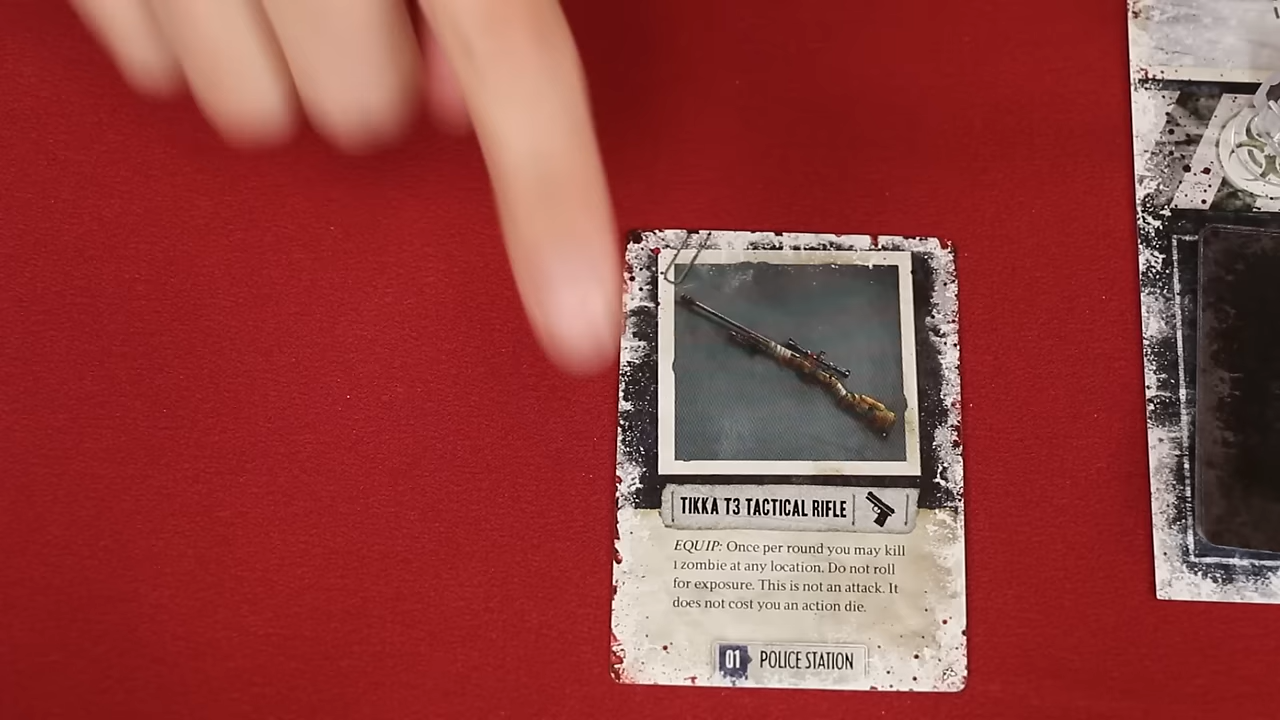 TIKKA T3 TACTICAL RIFLE
EQUIP: Once per round you may kill
1 zombie at any location. Do not roll
for exposure. This is not an attack. It
does not cost you an action die.
01 POLICE STATION